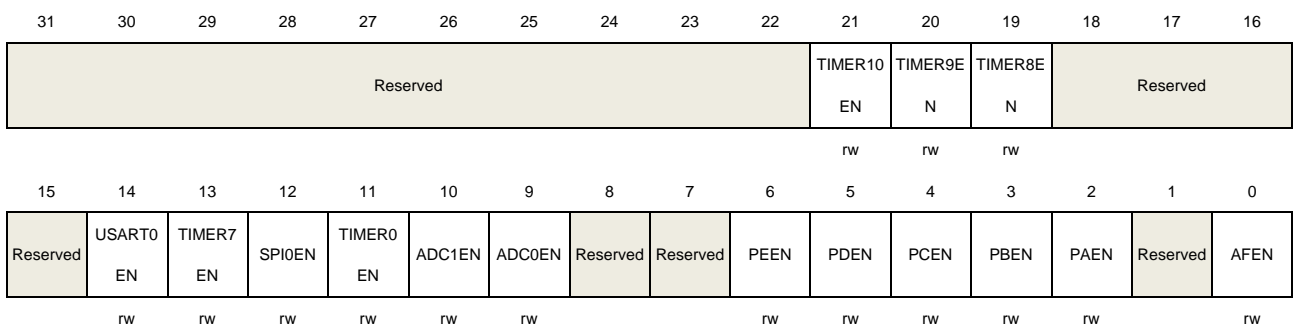 31 30 29 28 27 26 25 24 23 22 21 20 19 18 17 16
Reserved TIMER10 EN TIMER9E N TIMER8E N Reserved
rw rw rw
15 14 13 12 11 10 9 8 7 6 5 4 3 2 1 0
Reserved USART0 EN TIMER7 EN SPI0EN TIMER0 EN ADC1EN ADC0EN Reserved Reserved PEEN PDEN PCEN PBEN PAEN Reserved AFEN
rw rw rw rw rw rw rw rw rw rw rw rw